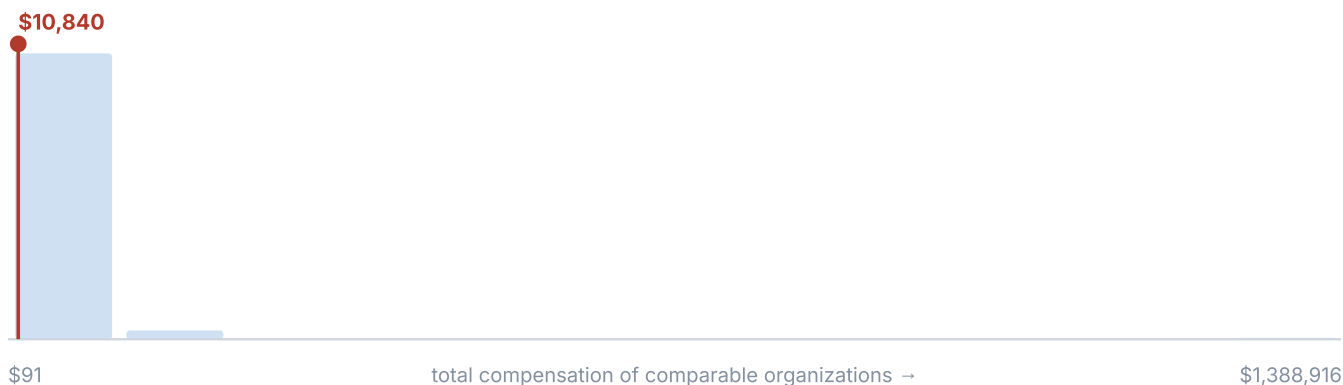 $10,840
$91 total compensation of comparable organizations → $1,388,916